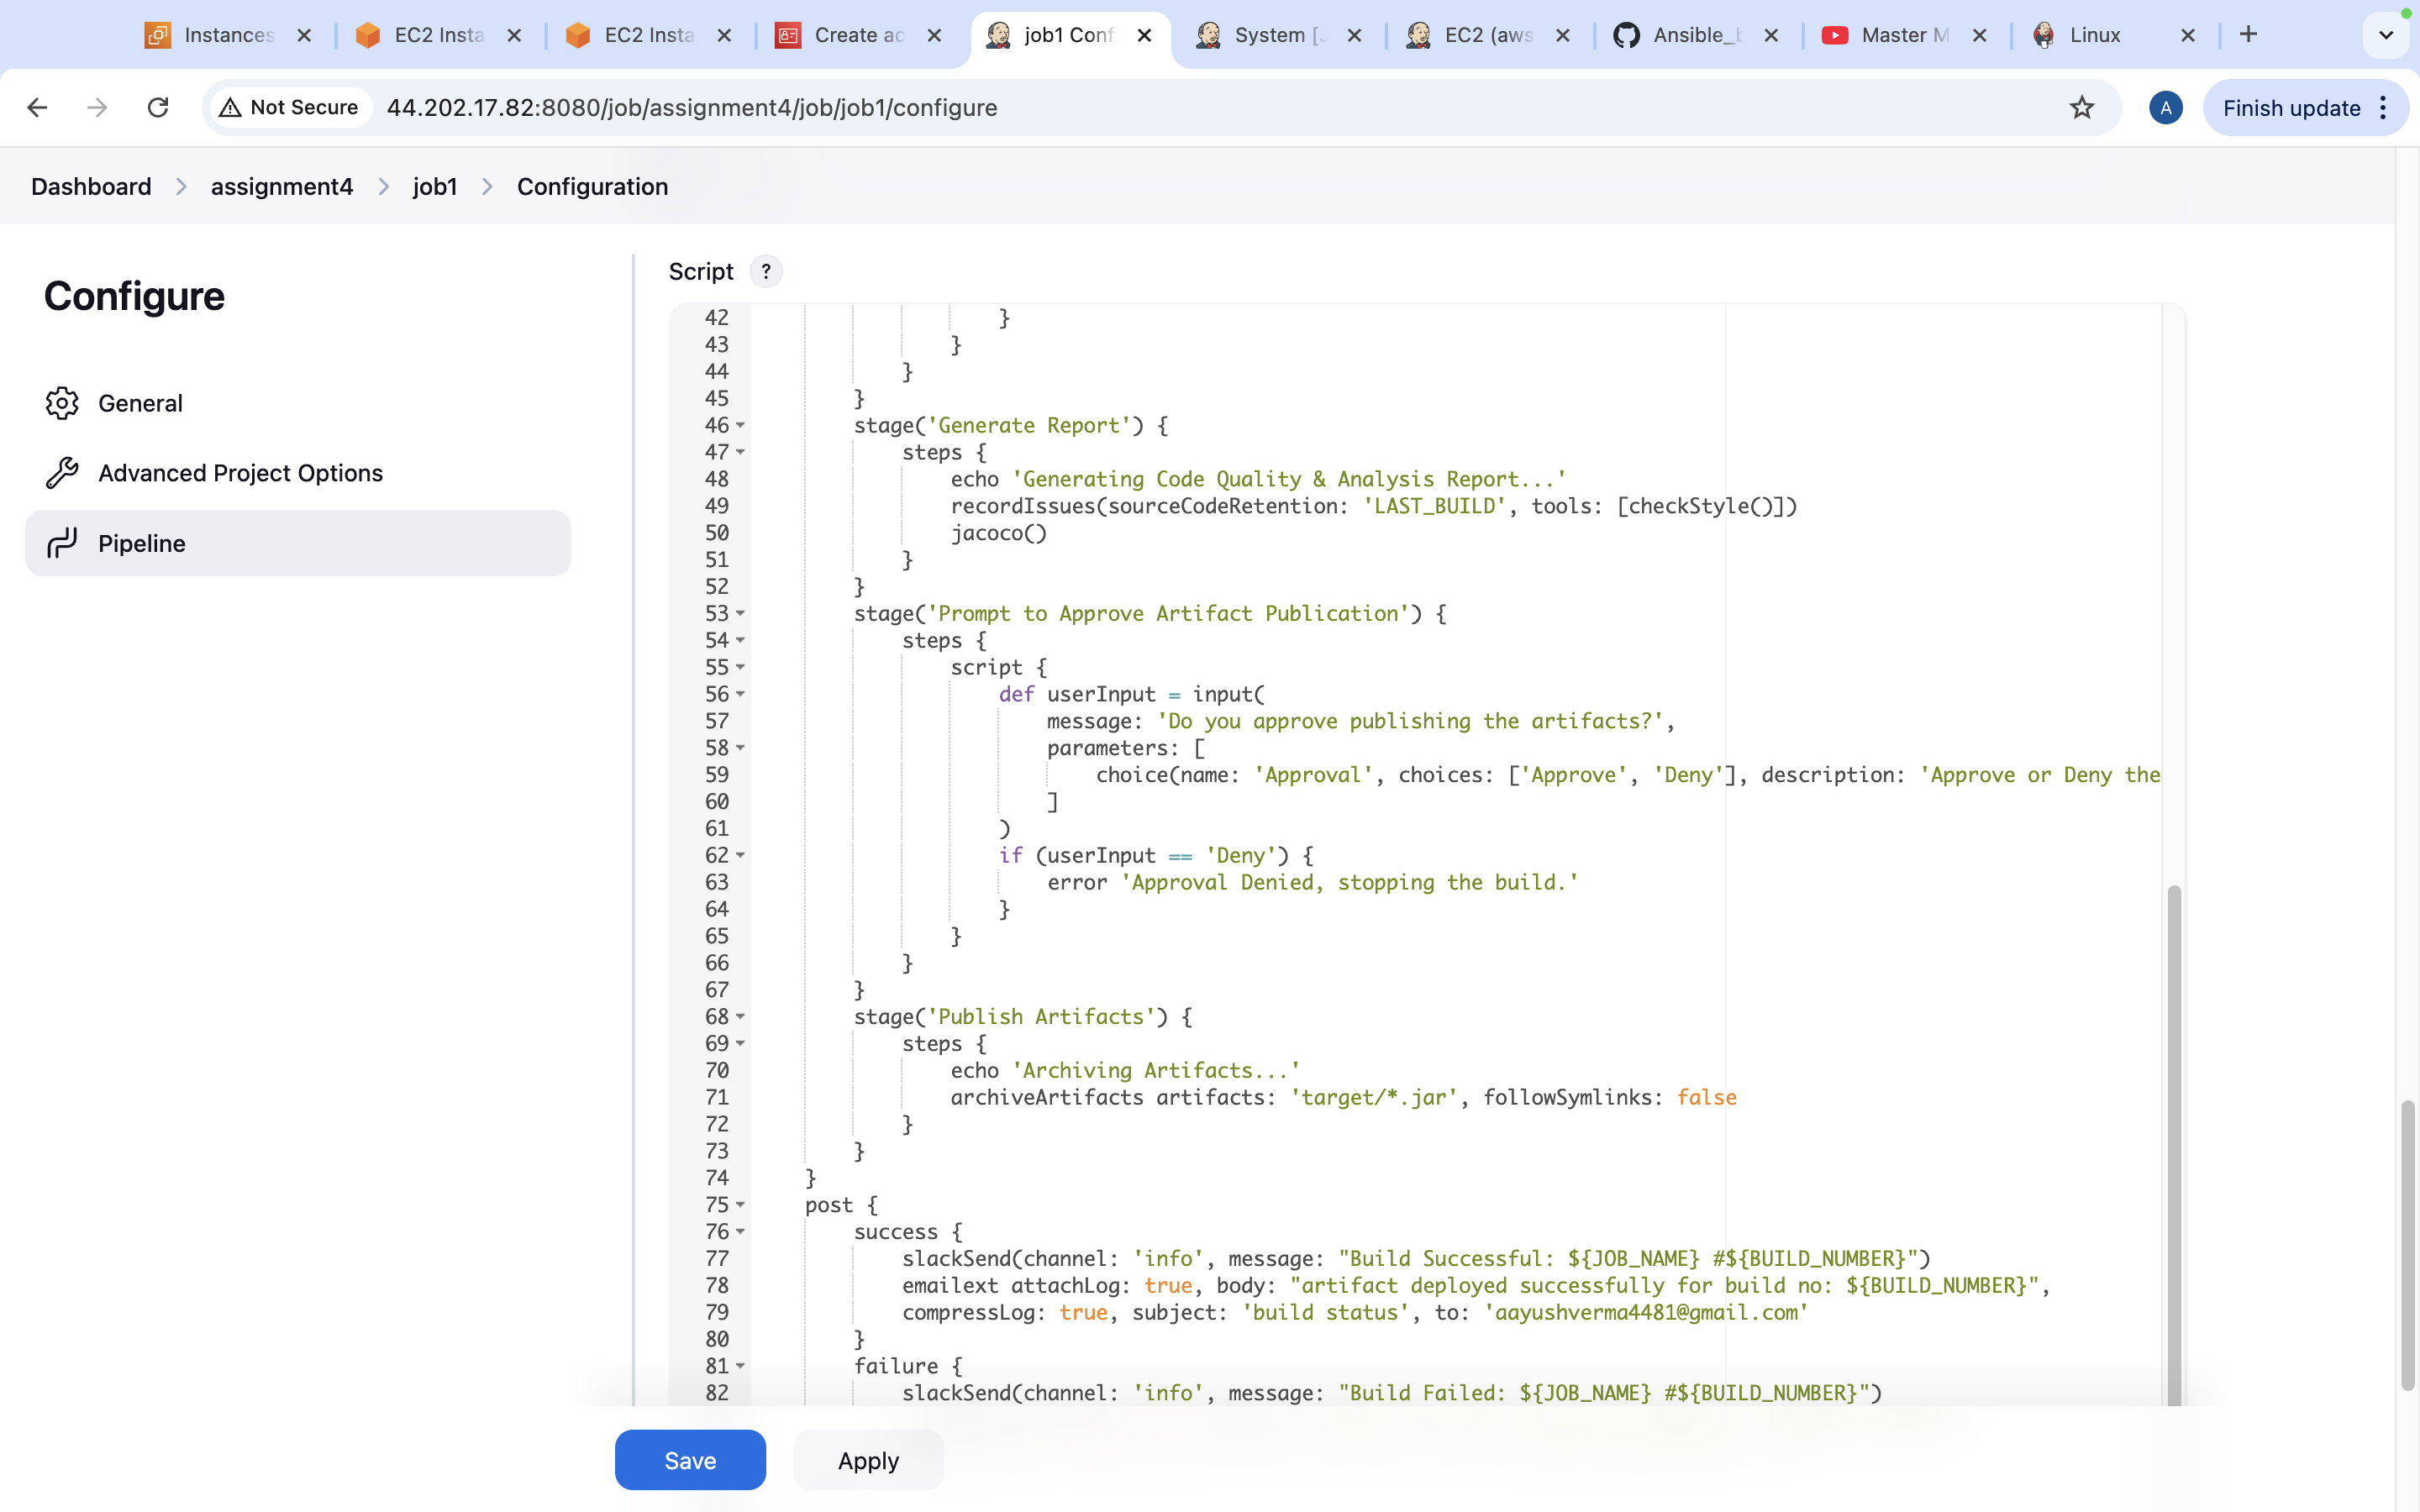 Instances
EC2 Insta
EC2 Insta
Create ac
job1 Conf
System [J
EC2 (aws
Ansible_b
Master M
Linux
Not Secure
44.202.17.82:8080/job/assignment4/job/job1/configure
A
Finish update
Dashboard > assignment4 > job1 > Configuration
Configure
General
Advanced Project Options
Pipeline
Script ?
42 }
43 }
44 }
45 }
46 stage('Generate Report') {
47 steps {
48 echo 'Generating Code Quality & Analysis Report...'
49 recordIssues(sourceCodeRetention: 'LAST_BUILD', tools: [checkStyle()])
50 jacoco()
51 }
52 }
53 stage('Prompt to Approve Artifact Publication') {
54 steps {
55 script {
56 def userInput = input(
57 message: 'Do you approve publishing the artifacts?',
58 parameters: [
59 choice(name: 'Approval', choices: ['Approve', 'Deny'], description: 'Approve or Deny the
60 ]
61 )
62 if (userInput == 'Deny') {
63 error 'Approval Denied, stopping the build.'
64 }
65 }
66 }
67 }
68 stage('Publish Artifacts') {
69 steps {
70 echo 'Archiving Artifacts...'
71 archiveArtifacts artifacts: 'target/*.jar', followSymlinks: false
72 }
73 }
74 }
75 post {
76 success {
77 slackSend(channel: 'info', message: "Build Successful: ${JOB_NAME} #${BUILD_NUMBER}")
78 emailext attachLog: true, body: "artifact deployed successfully for build no: ${BUILD_NUMBER}",
79 compressLog: true, subject: 'build status', to: 'aayushverma4481@gmail.com'
80 }
81 failure {
82 slackSend(channel: 'info', message: "Build Failed: ${JOB_NAME} #${BUILD_NUMBER}")
Save
Apply